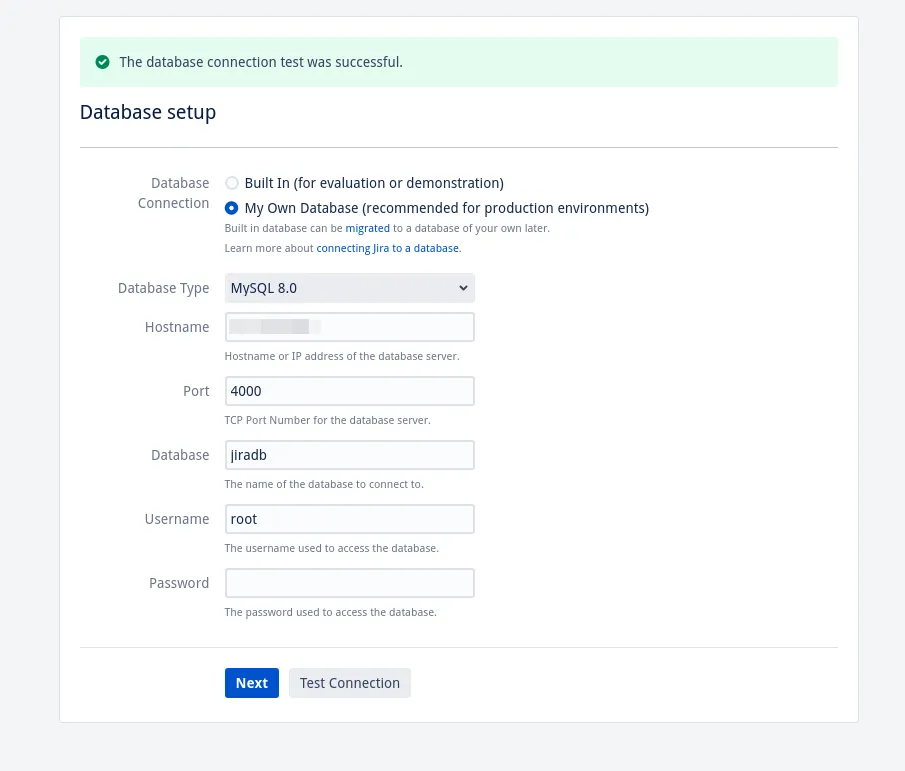 The database connection test was successful.
Database setup
Database Connection
Built In (for evaluation or demonstration)
My Own Database (recommended for production environments)
Built in database can be migrated to a database of your own later.
Learn more about connecting Jira to a database.
Database Type
MySQL 8.0
Hostname
Hostname or IP address of the database server.
Port
4000
TCP Port Number for the database server.
Database
jiradb
The name of the database to connect to.
Username
root
The username used to access the database.
Password
The password used to access the database.
Next
Test Connection